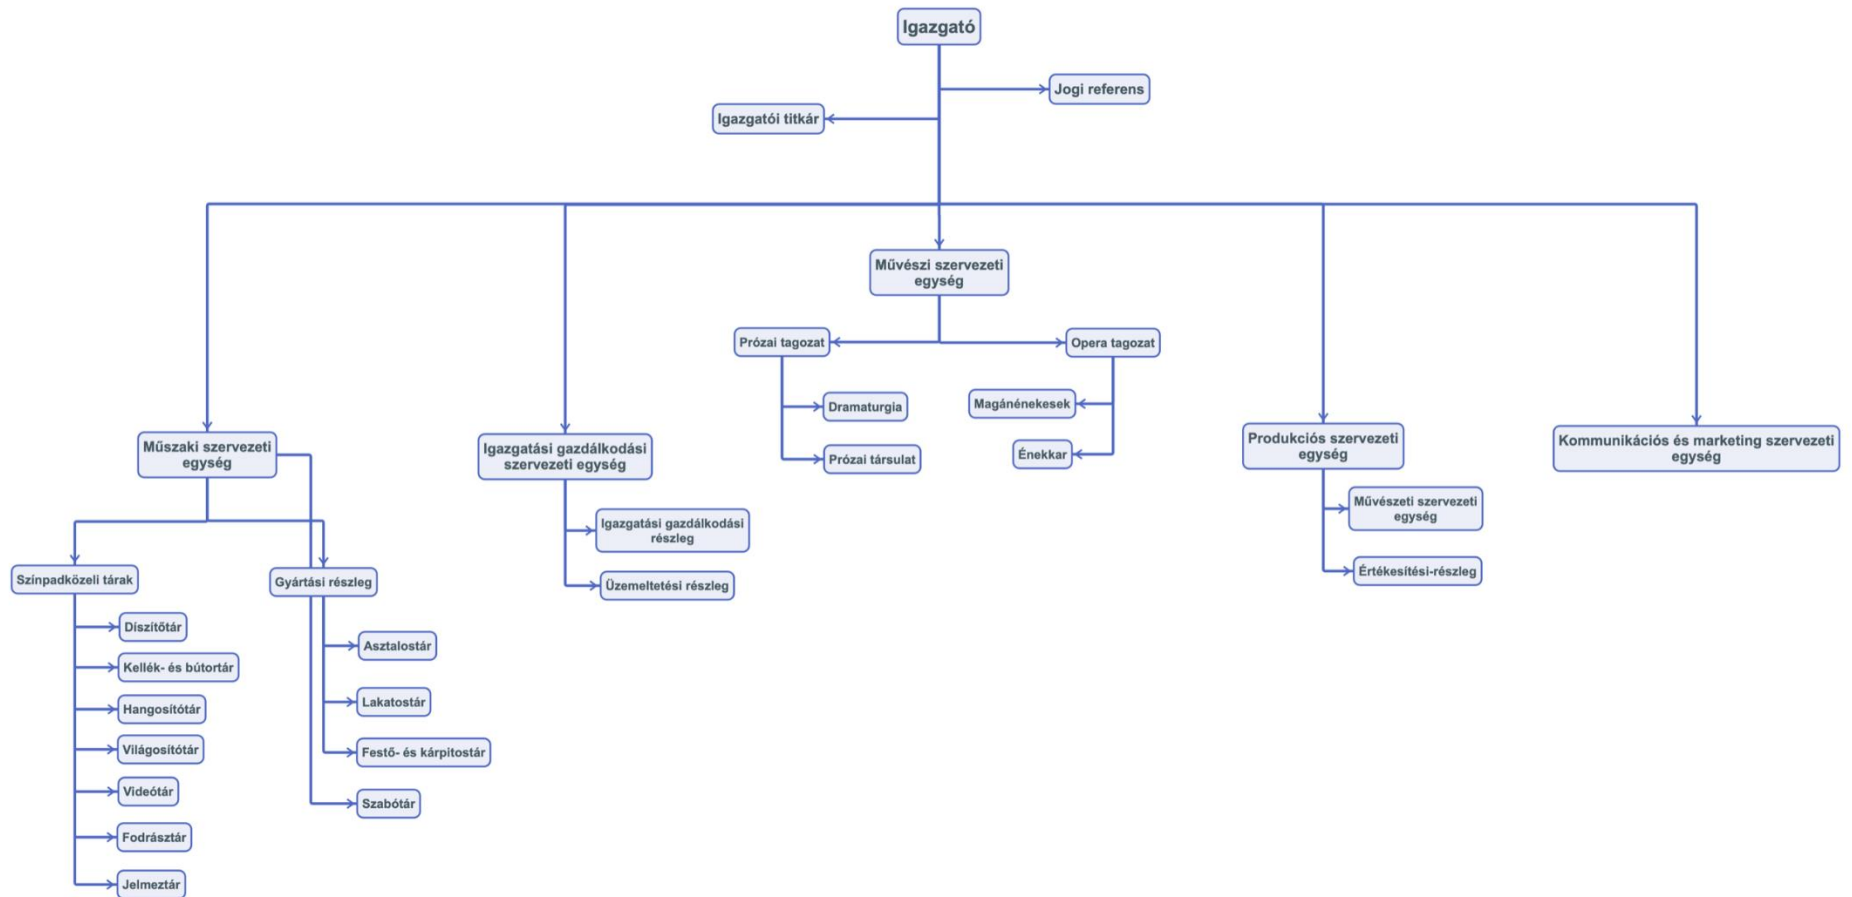 Igazgató
Jogi referens
Igazgatói titkár
Művészi szervezeti
egység
Prózai tagozat
Opera tagozat
Dramaturgia
Magánénekesek
Prózai társulat
Énekkar
Műszaki szervezeti
egység
Igazgatási gazdálkodási
szervezeti egység
Produkciós szervezeti
egység
Kommunikációs és marketing szervezeti
egység
Igazgatási gazdálkodási
részleg
Üzemeltetési részleg
Művészeti szervezeti
egység
Értékesítési-részleg
Színpadközeli tárak
Gyártási részleg
Díszítőtár
Kellék- és bútortár
Hangosítótár
Világosítótár
Videótár
Fodrásztár
Jelmeztár
Asztalostár
Lakatostár
Festő- és kárpitostár
Szabótár